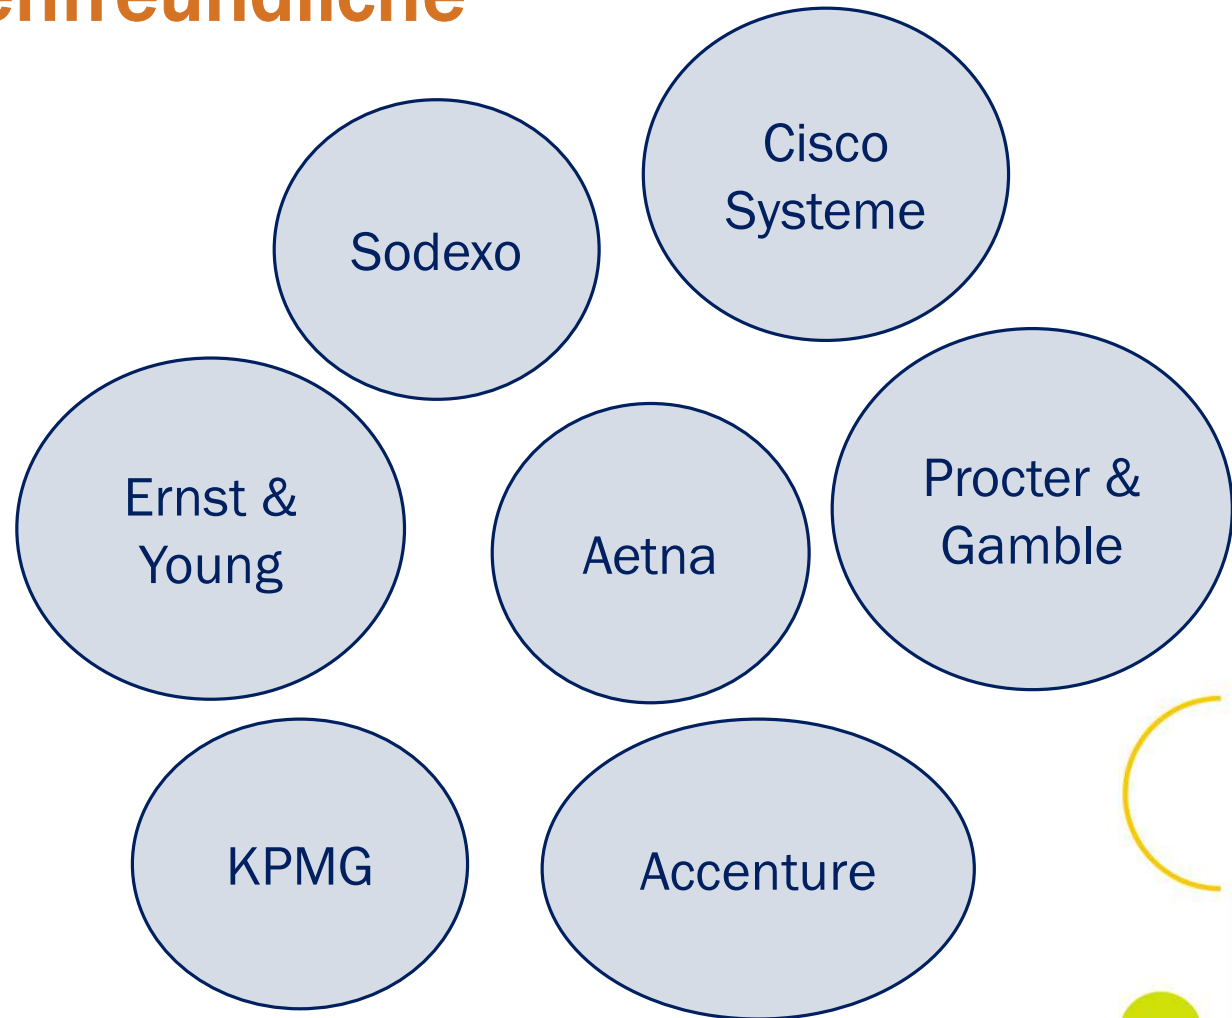 Cisco
Systeme
Sodexo
Procter &
Gamble
Ernst &
Young
Aetna
KPMG
Accenture